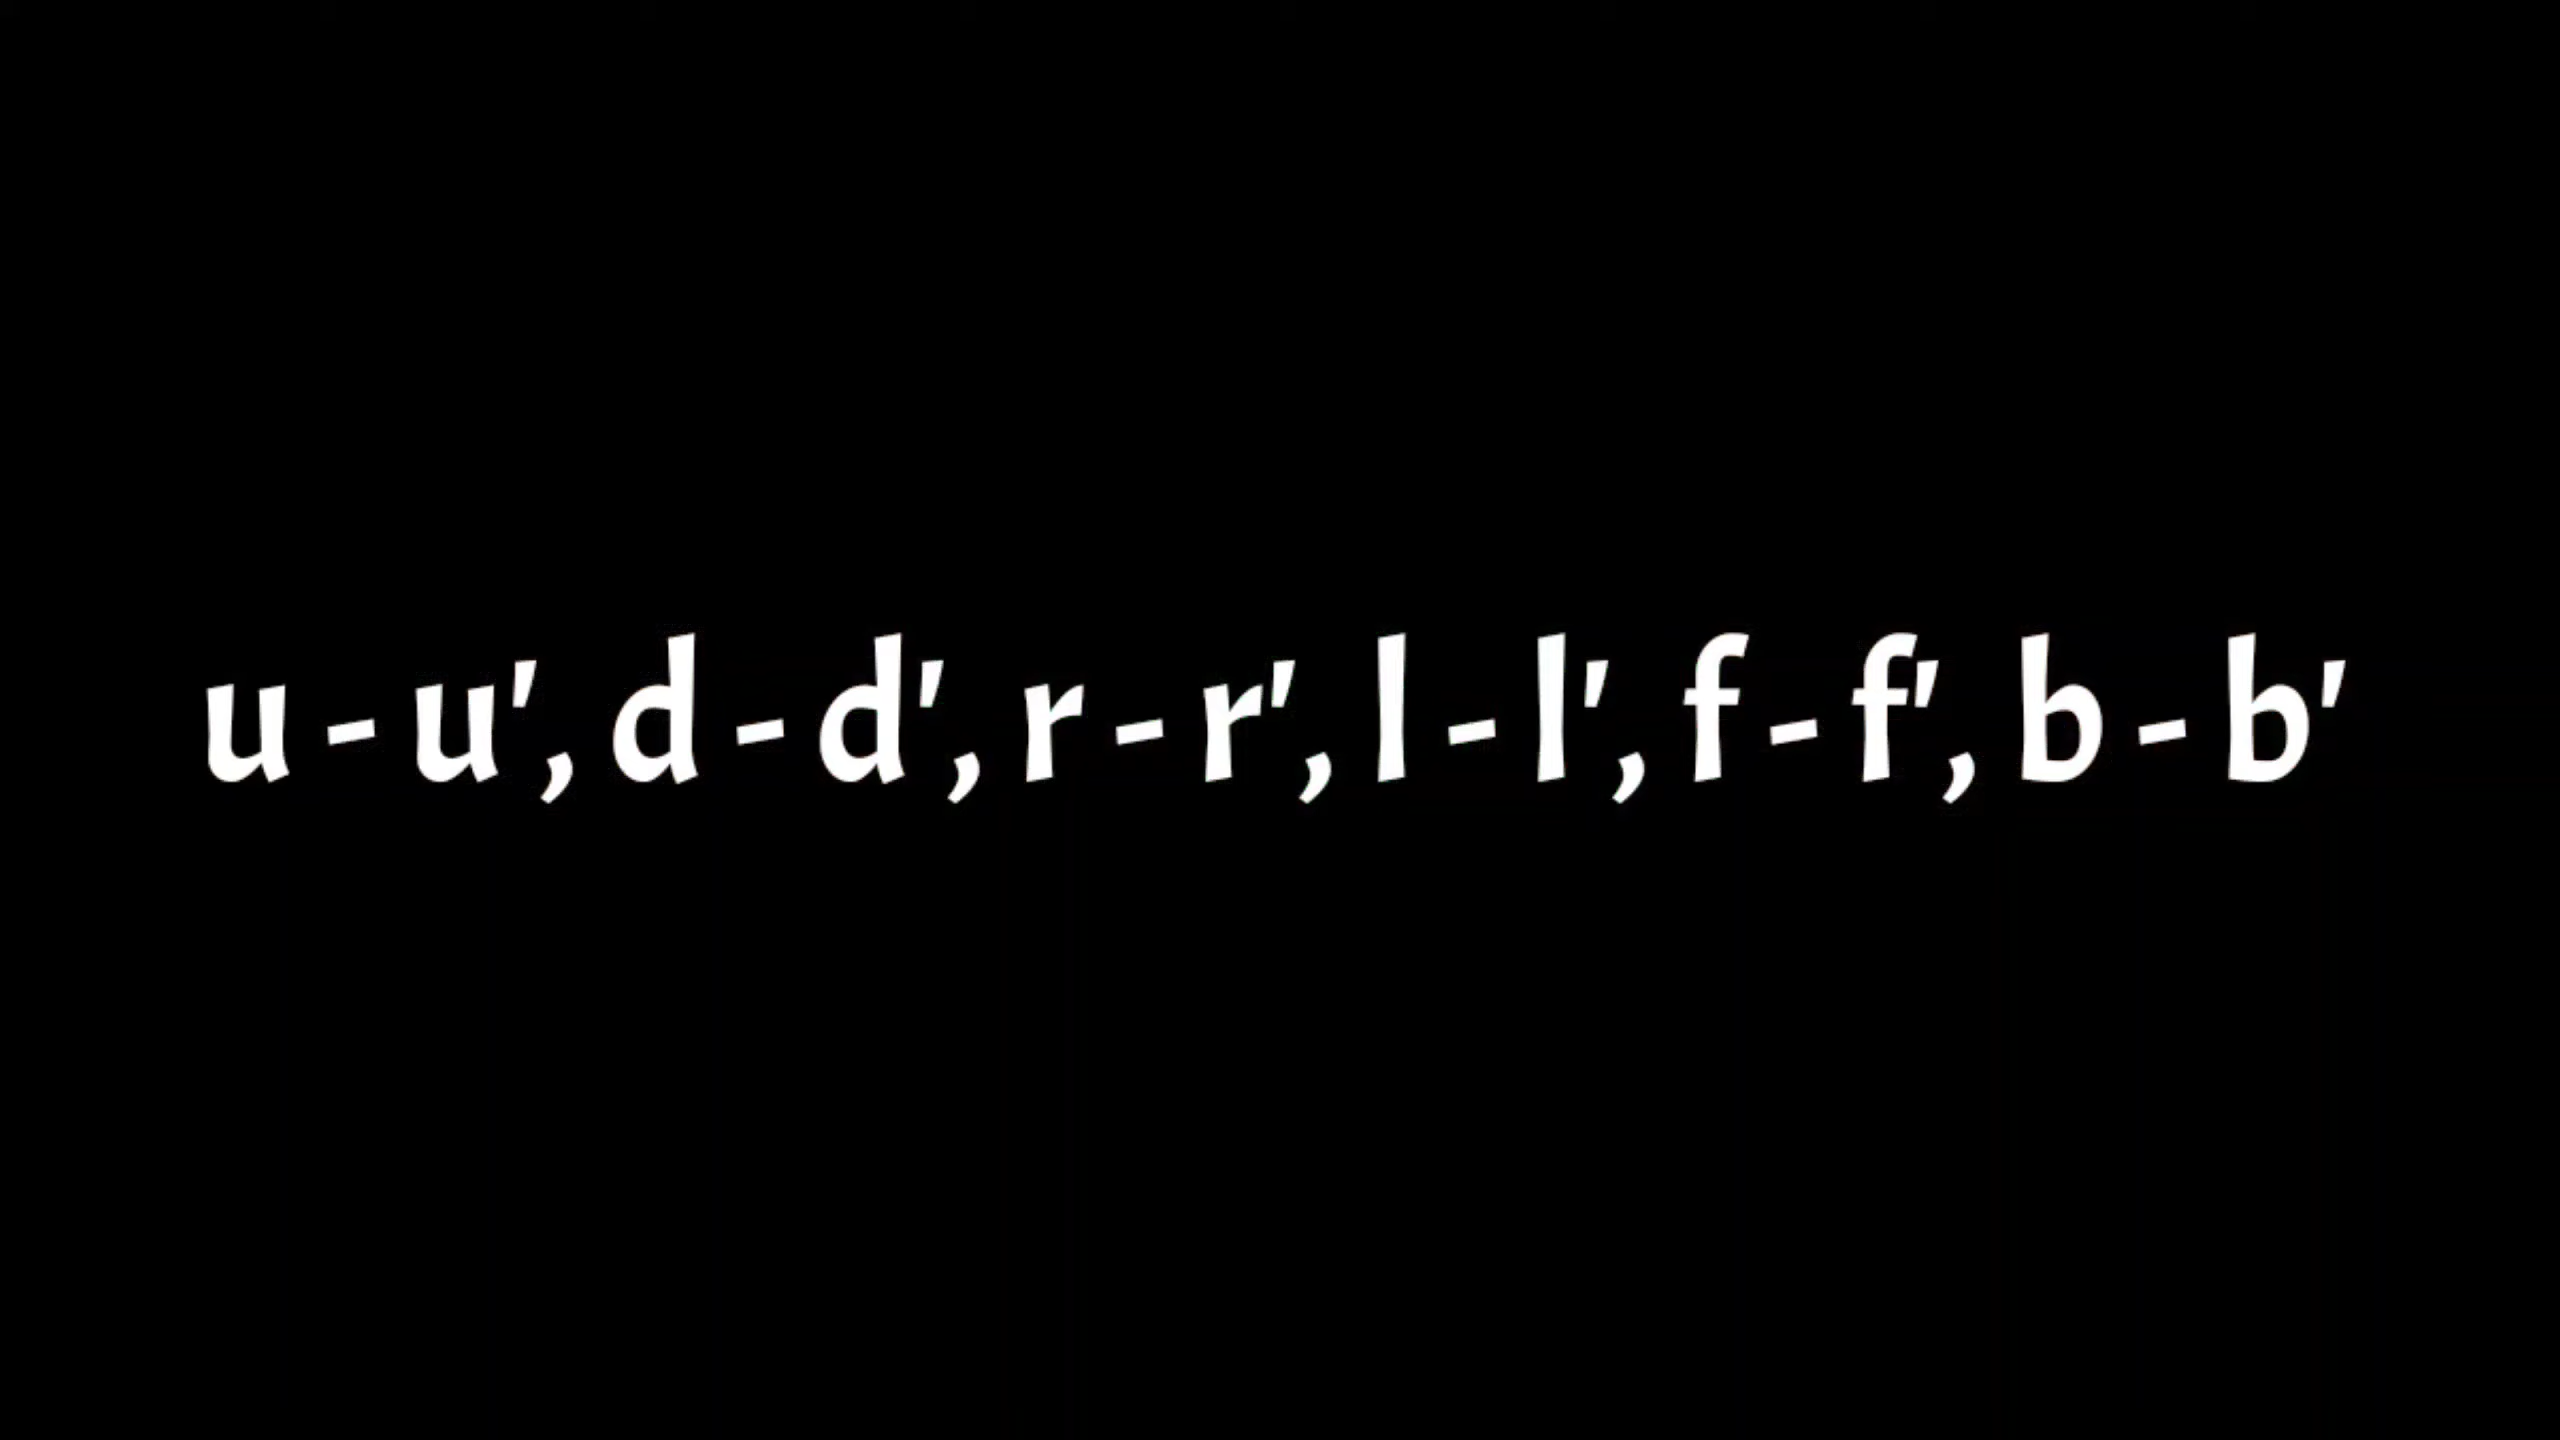 u - u', d - d', r - r', l - l', f - f', b - b'